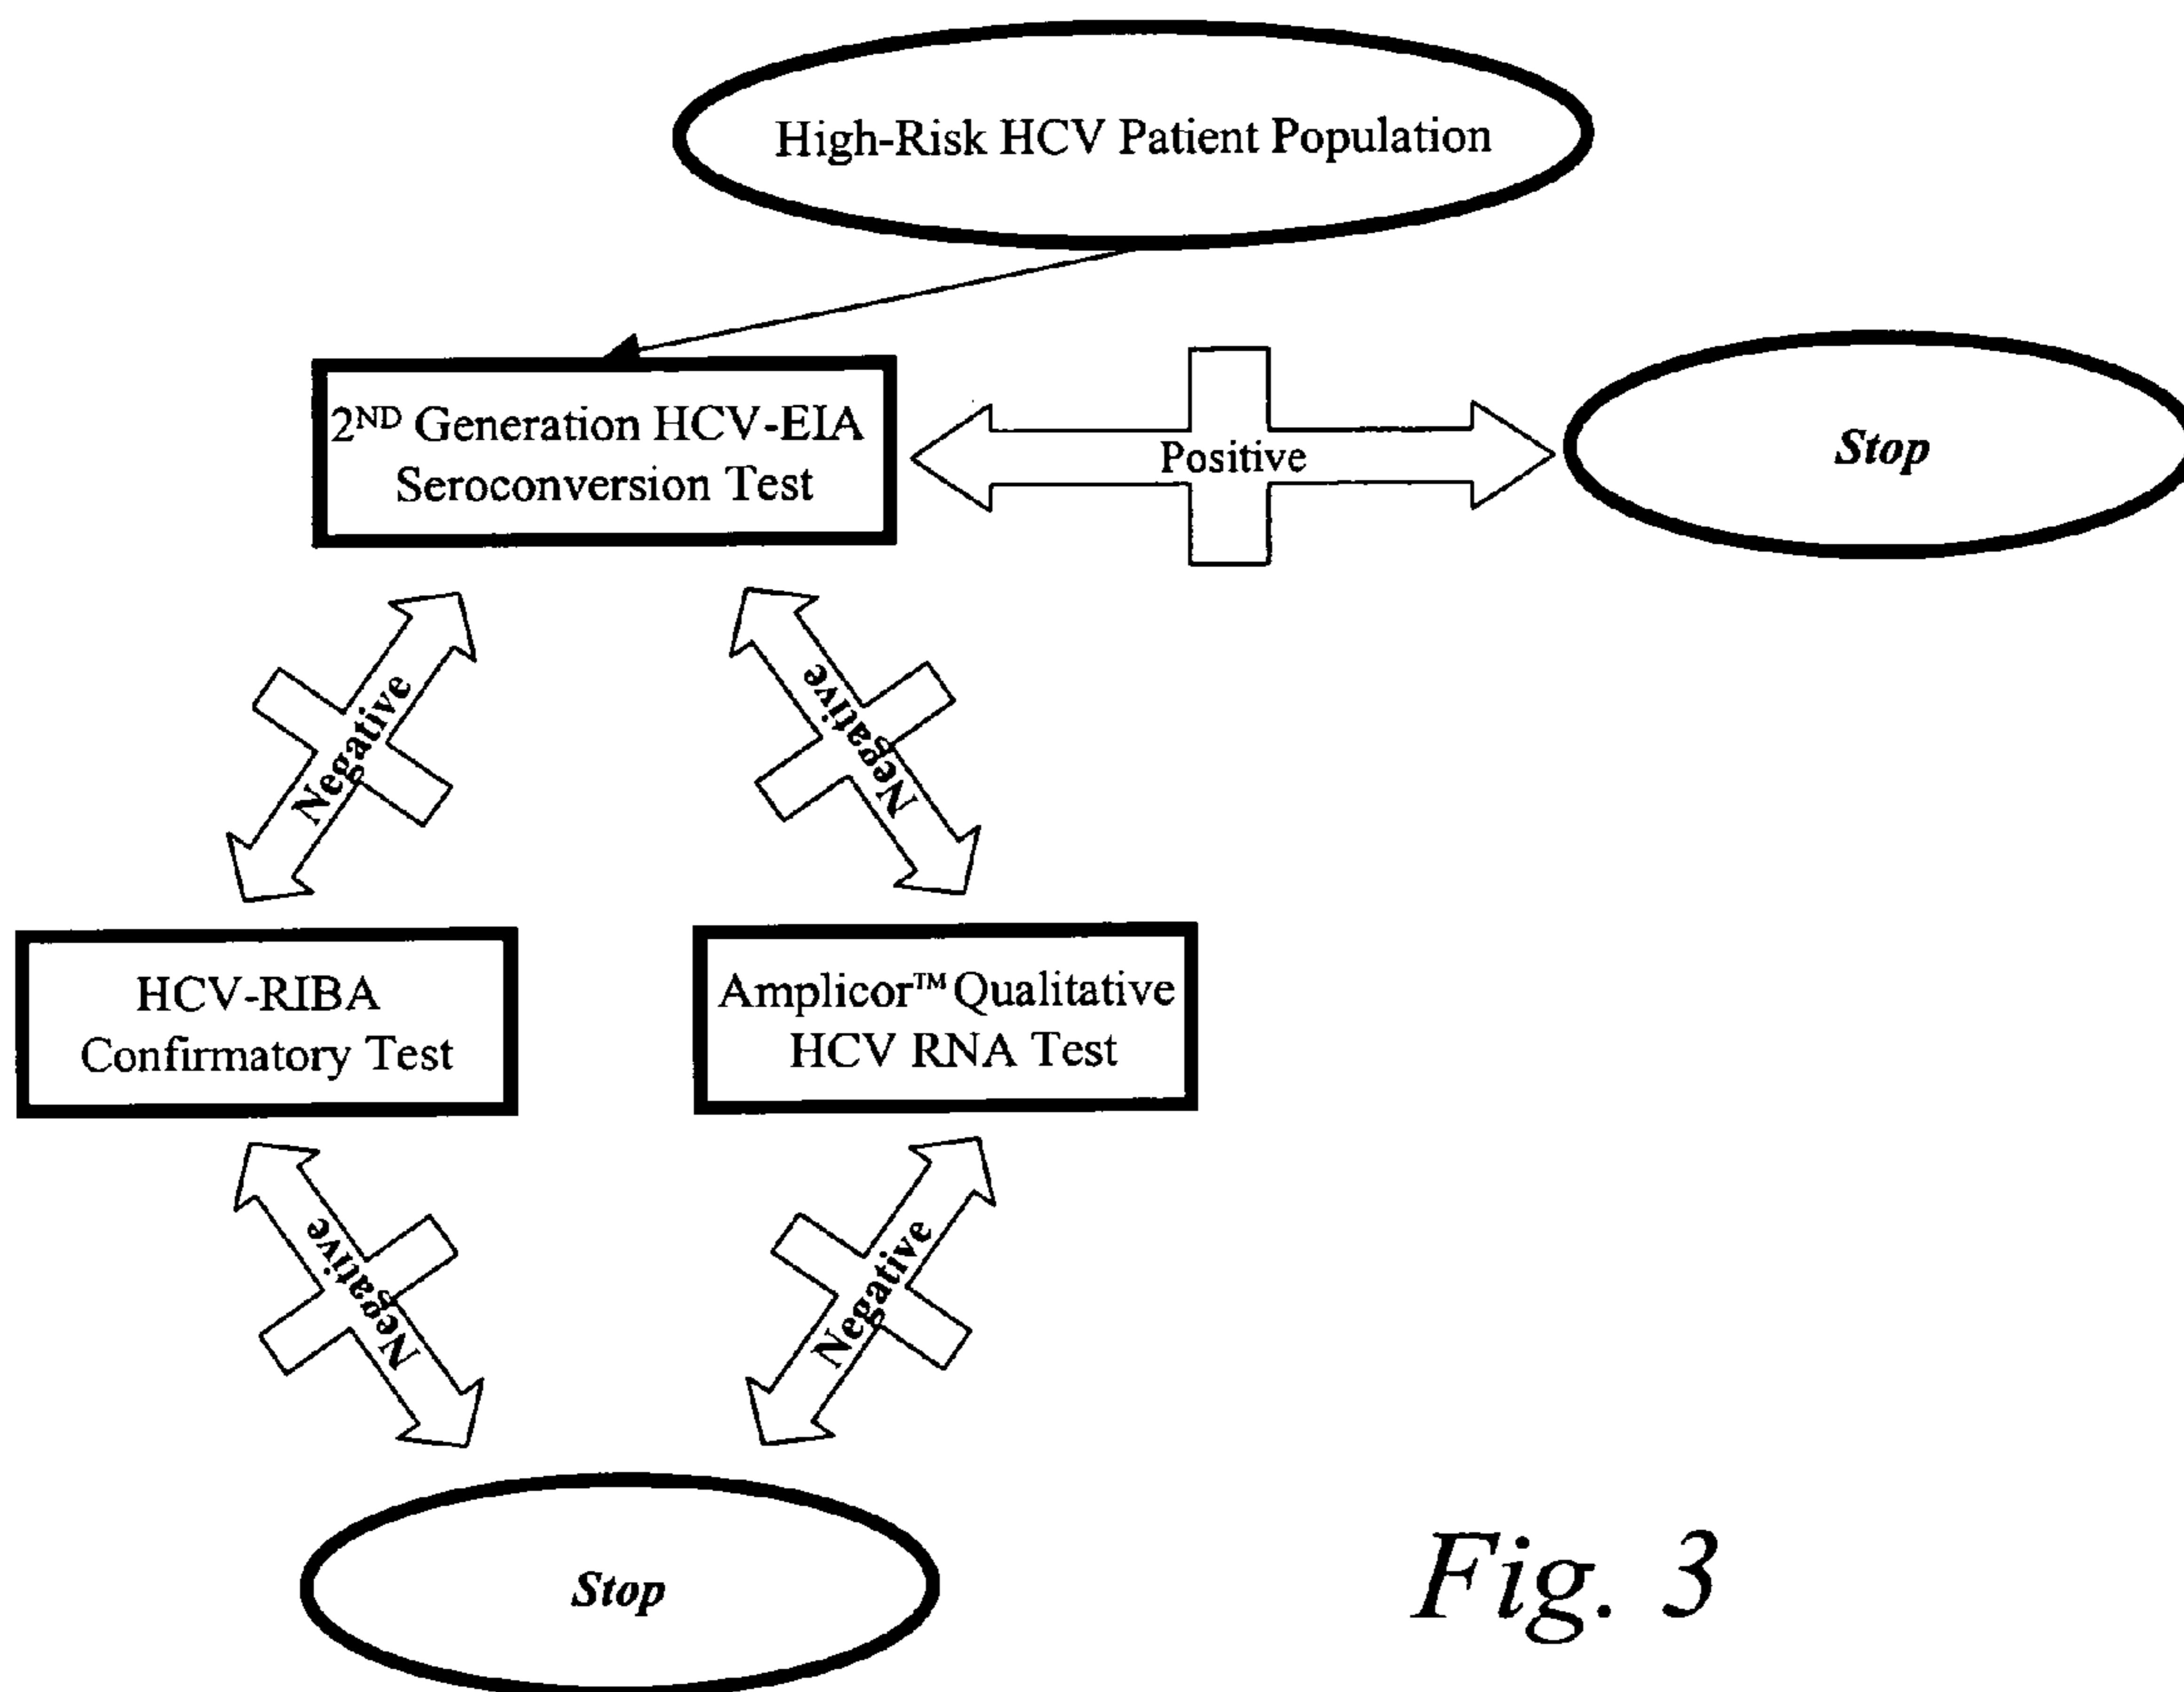 High-Risk HCV Patient Population
2ND Generation HCV-EIA
Seroconversion Test
Positive
Stop
Negative
Negative
HCV-RIBA
Confirmatory Test
Amplicor™ Qualitative
HCV RNA Test
Negative
Negative
Stop
Fig. 3